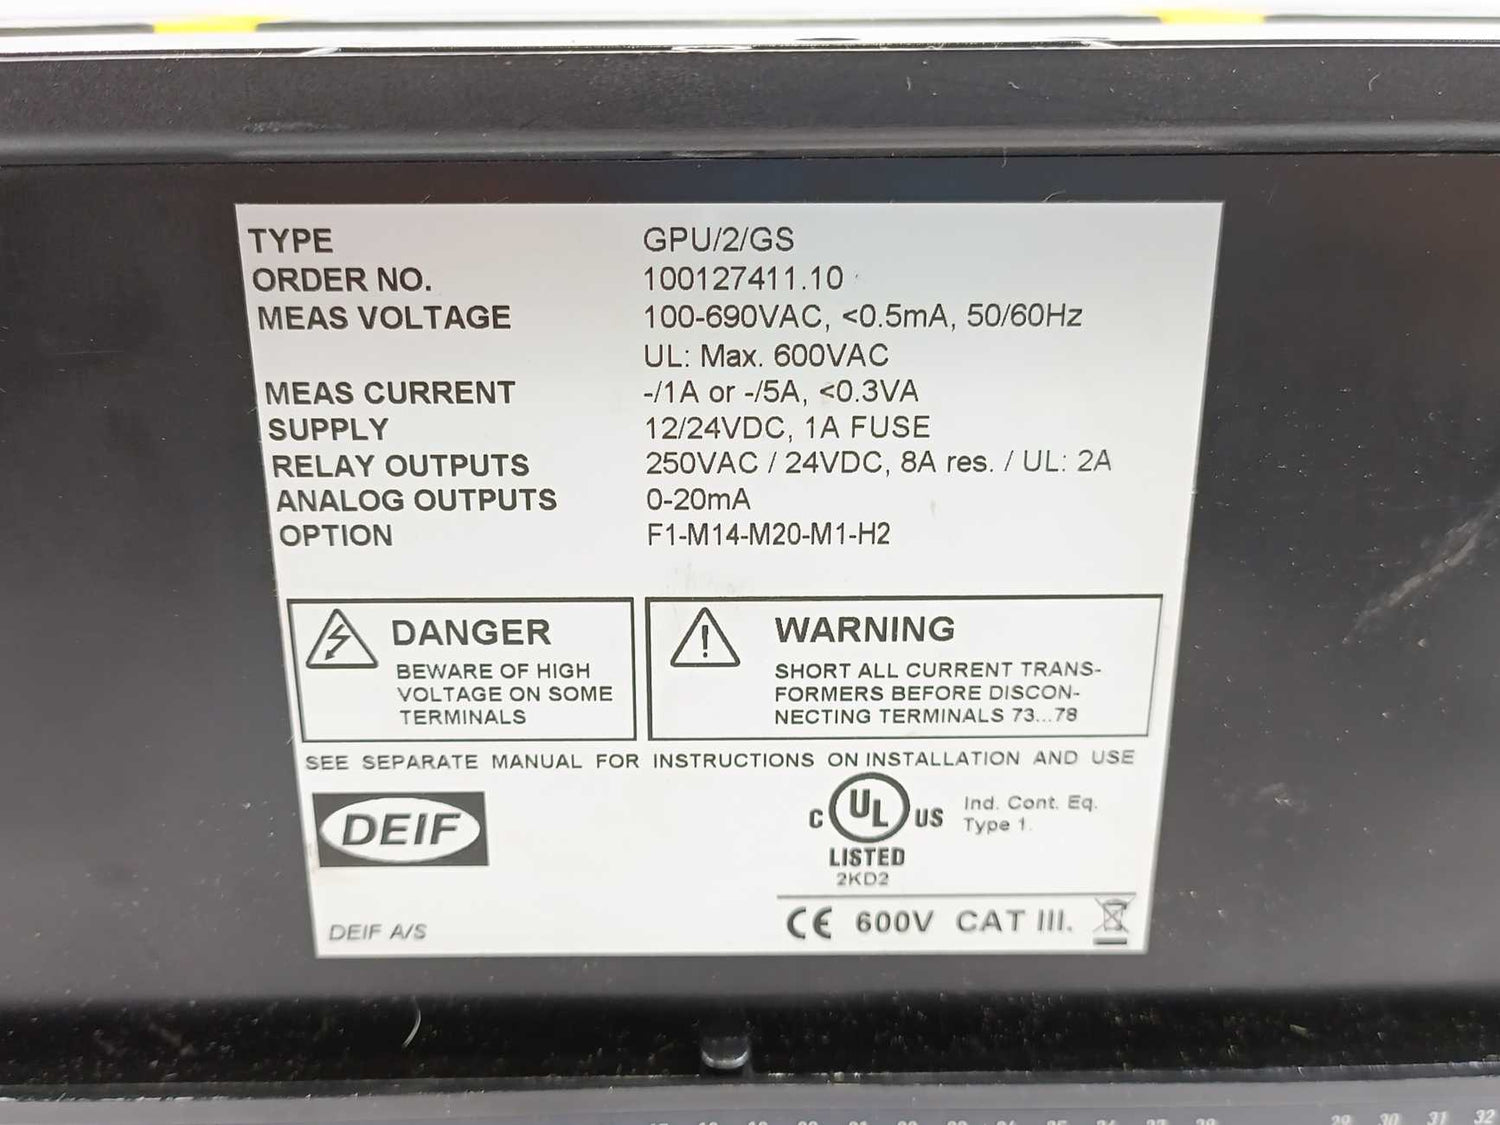 TYPE GPU/2/GS
ORDER NO. 100127411.10
MEAS VOLTAGE 100-690VAC, <0.5mA, 50/60Hz
UL: Max. 600VAC
MEAS CURRENT -/1A or -/5A, <0.3VA
SUPPLY 12/24VDC, 1A FUSE
RELAY OUTPUTS 250VAC / 24VDC, 8A res. / UL: 2A
ANALOG OUTPUTS 0-20mA
OPTION F1-M14-M20-M1-H2
DANGER
BEWARE OF HIGH
VOLTAGE ON SOME
TERMINALS
WARNING
SHORT ALL CURRENT TRANS-
FORMERS BEFORE DISCON-
NECTING TERMINALS 73...78
SEE SEPARATE MANUAL FOR INSTRUCTIONS ON INSTALLATION AND USE
DEIF
C UL US
LISTED
2KD2
Ind. Cont. Eq.
Type 1.
DEIF A/S
CE 600V CAT III.
29 30 31 32